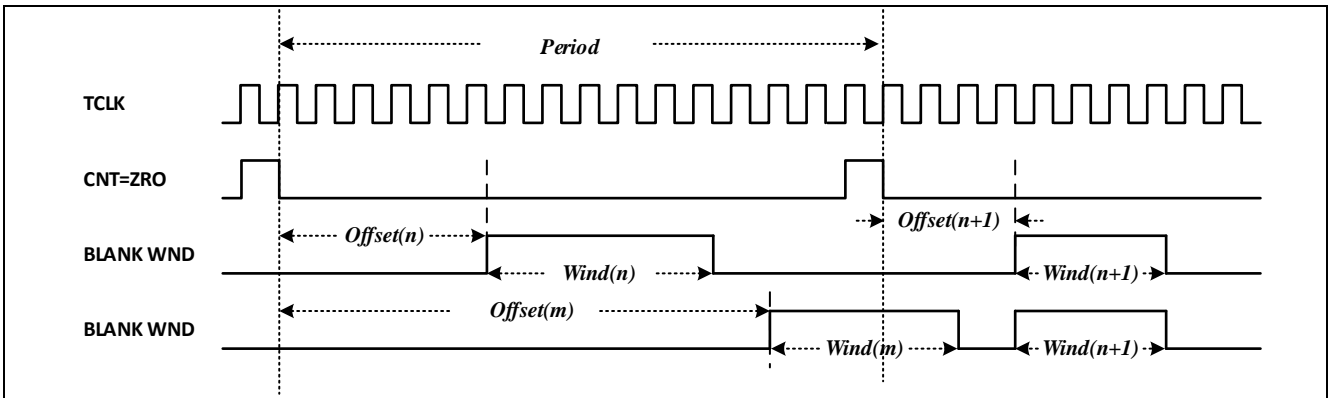 Period
TCLK
CNT=ZRO
Offset(n) Offset(n+1)
BLANK WND
Wind(n) Wind(n+1)
Offset(m)
BLANK WND
Wind(m) Wind(n+1)